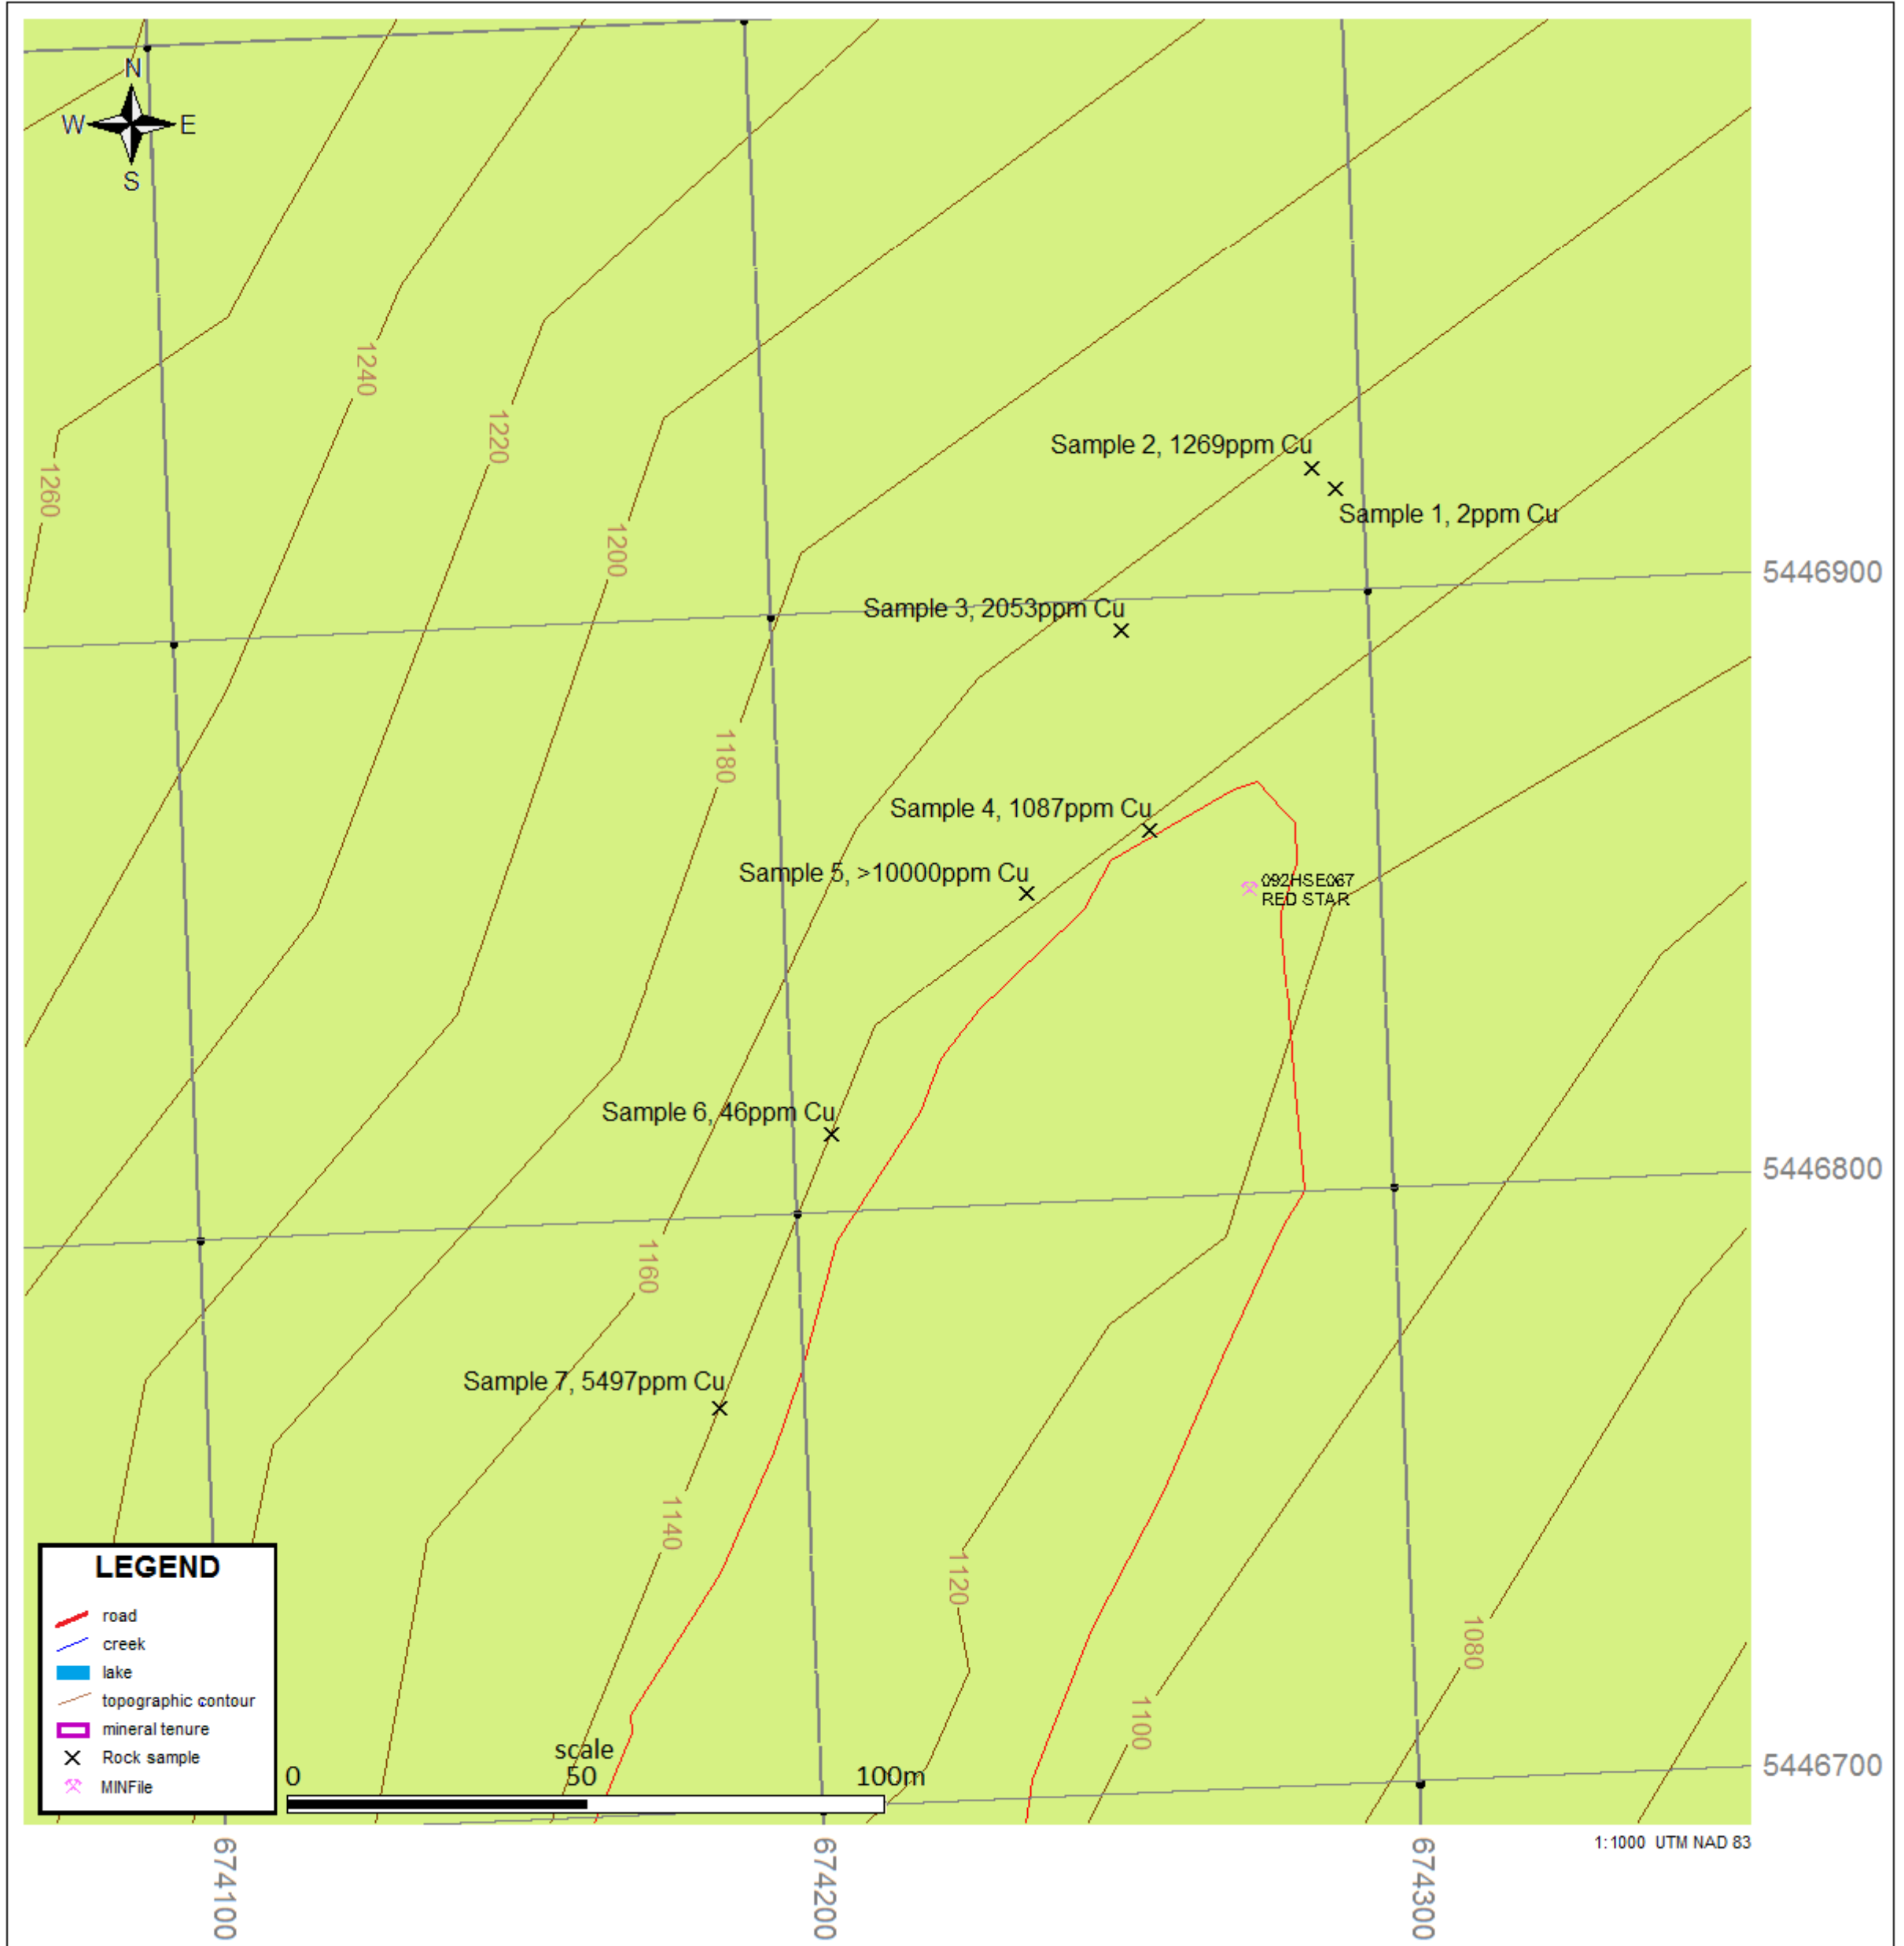 N
W E
S
1240
1220
1260
Sample 2, 1269ppm Cu
Sample 1, 2ppm Cu
1200
5446900
Sample 3, 2053ppm Cu
1180
Sample 4, 1087ppm Cu
Sample 5, >10000ppm Cu
092HSE067
RED STAR
Sample 6, 46ppm Cu
5446800
1160
Sample 7, 5497ppm Cu
1140
1120
1080
1100
LEGEND
road
creek
lake
topographic contour
mineral tenure
Rock sample
MINFile
scale
0 50 100m
5446700
1:1000 UTM NAD 83
674100
674200
674300